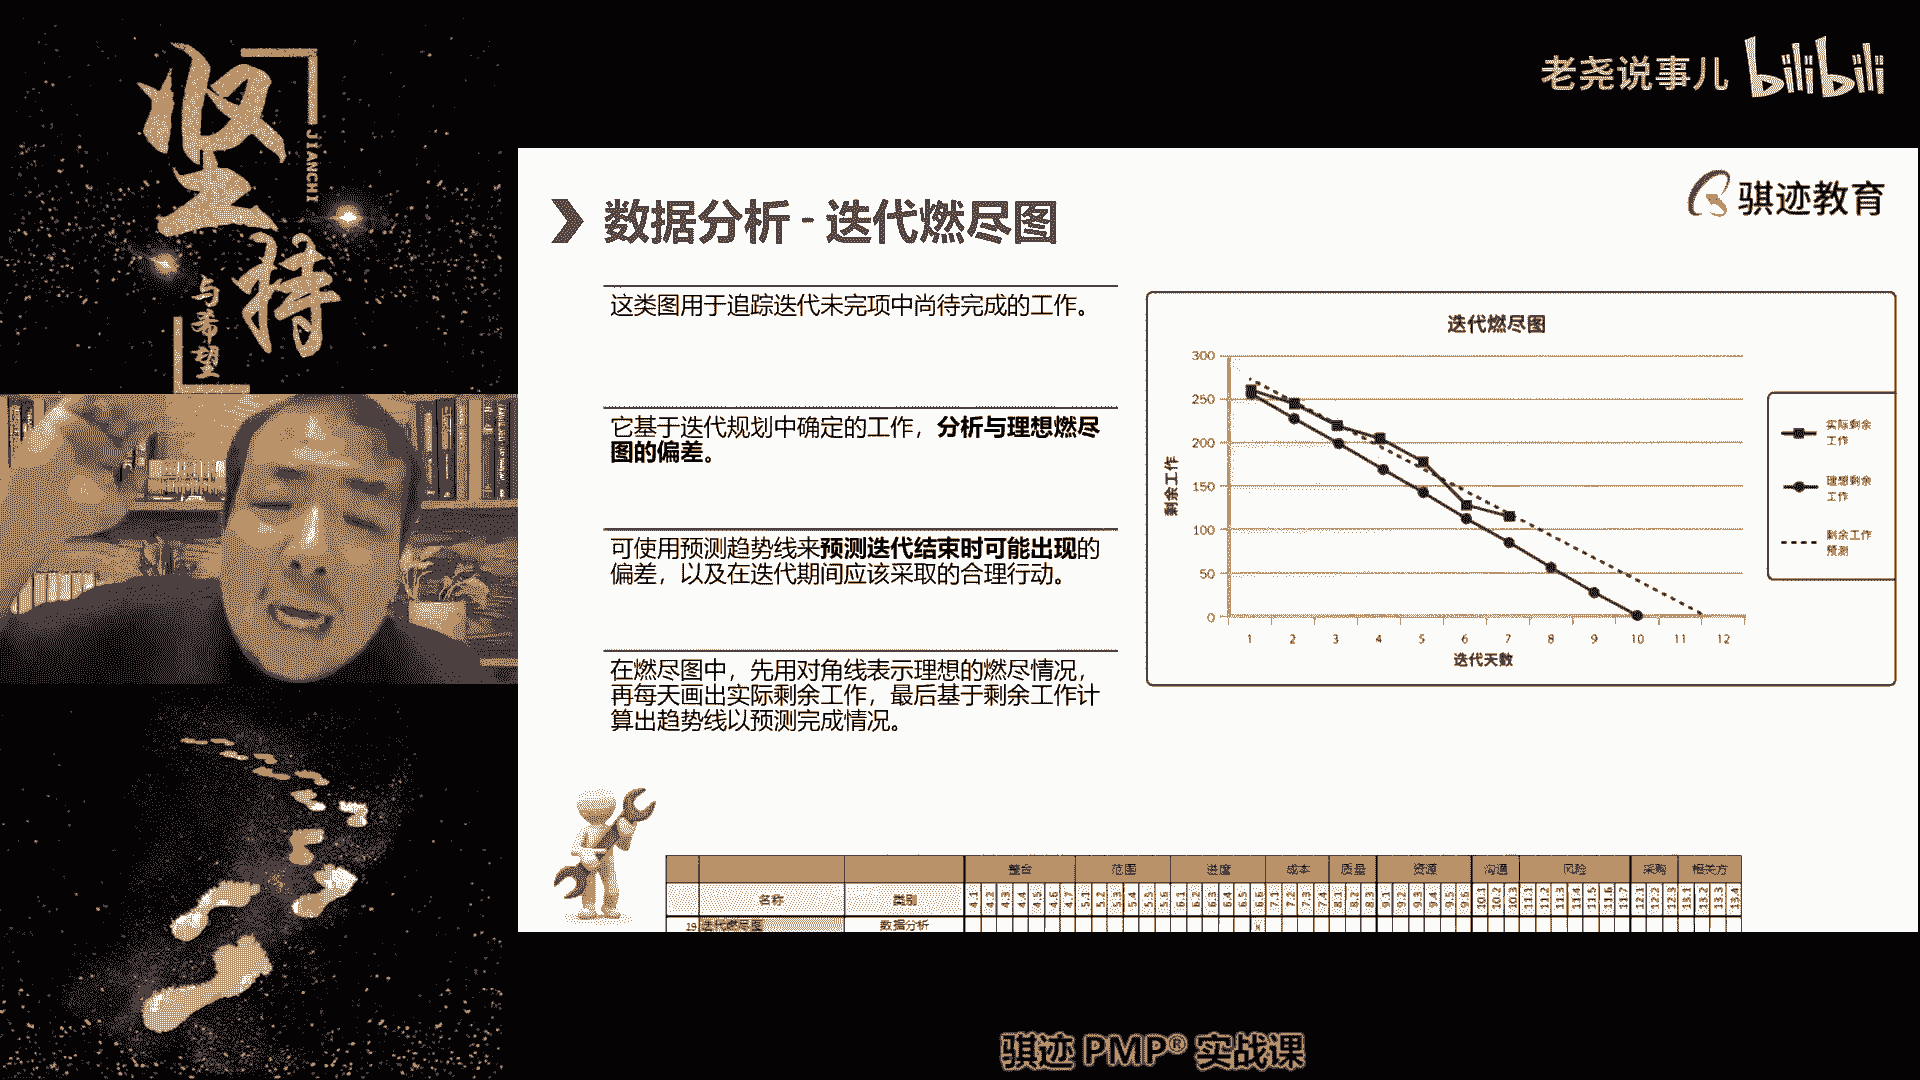 坚持
JIANCHI
与希望
老尧说事儿 bilibili
骐迹教育
数据分析 - 迭代燃尽图
这类图用于追踪迭代未完项中尚待完成的工作。
它基于迭代规划中确定的工作，分析与理想燃尽
图的偏差。
可使用预测趋势线来预测迭代结束时可能出现的
偏差，以及在迭代期间应该采取的合理行动。
在燃尽图中，先用对角线表示理想的燃尽情况，
再每天画出实际剩余工作，最后基于剩余工作计
算出趋势线以预测完成情况。
迭代燃尽图
300
250
200
150
100
50
0
剩余工作
1 2 3 4 5 6 7 8 9 10 11 12
迭代天数
实际剩余
工作
理想剩余
工作
剩余工作
预测
整合 范围 进度 成本 质量 资源 沟通 风险 采购 相关方
名称 类别 4.1 4.2 4.3 4.4 4.5 4.6 4.7 5.1 5.2 5.3 5.4 5.5 5.6 6.1 6.2 6.3 6.4 6.5 6.6 7.1 7.2 7.3 7.4 8.1 8.2 8.3 9.1 9.2 9.3 9.4 9.5 9.6 10.1 10.2 10.3 11.1 11.2 11.3 11.4 11.5 11.6 11.7 12.1 12.2 12.3 13.1 13.2 13.3 13.4
19 迭代燃尽图 数据分析 x
骐迹 PMP® 实战课